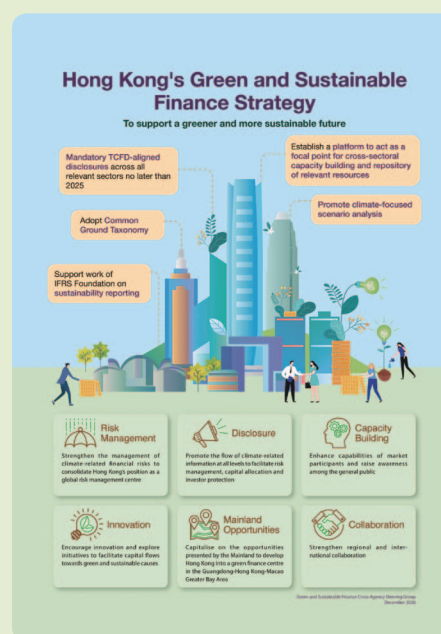 Hong Kong's Green and Sustainable
Finance Strategy
To support a greener and more sustainable future
Mandatory TCFD-aligned
disclosures across all
relevant sectors no later than
2025
Establish a platform to act as a
focal point for cross-sectoral
capacity building and repository
of relevant resources
Adopt Common
Ground Taxonomy
Promote climate-focused
scenario analysis
Support work of
IFRS Foundation on
sustainability reporting
Risk
Management
Strengthen the management of
climate-related financial risks to
consolidate Hong Kong's position as a
global risk management centre
Disclosure
Promote the flow of climate-related
information at all levels to facilitate risk
management, capital allocation and
investor protection
Capacity
Building
Enhance capabilities of market
participants and raise awareness
among the general public
Innovation
Encourage innovation and explore
initiatives to facilitate capital flows
towards green and sustainable causes
Mainland
Opportunities
Capitalise on the opportunities
presented by the Mainland to develop
Hong Kong into a green finance centre
in the Guangdong-Hong Kong-Macao
Greater Bay Area
Collaboration
Strengthen regional and inter-
national collaboration
Green and Sustainable Finance Cross-Agency Steering Group
December 2020